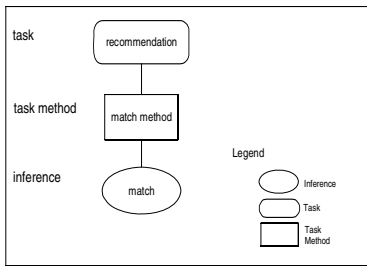 task
recommendation
task method
match method
inference
match
Legend
Inference
Task
Task
Method